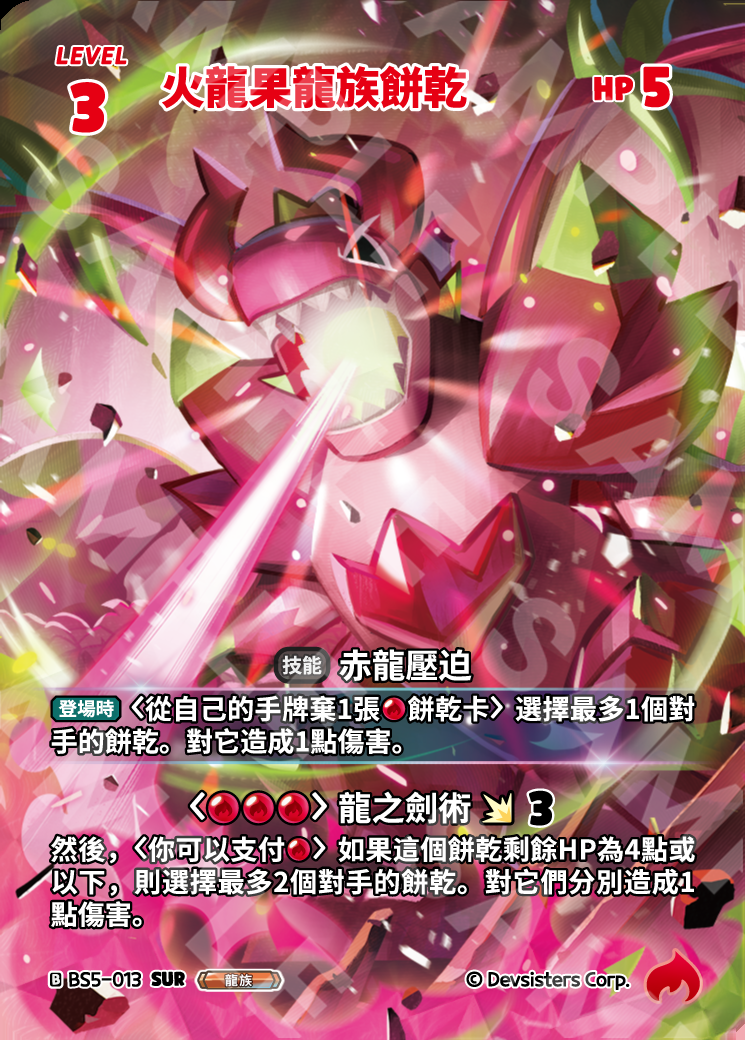 LEVEL
3
火龍果龍族餅乾
HP 5
技能 赤龍壓迫
登場時 〈從自己的手牌棄1張餅乾卡〉選擇最多1個對
手的餅乾。對它造成1點傷害。
〈〉龍之劍術 3
然後，〈你可以支付〉如果這個餅乾剩餘HP為4點或
以下，則選擇最多2個對手的餅乾。對它們分別造成1
點傷害。
B BS5-013 SUR 龍族
© Devsisters Corp.